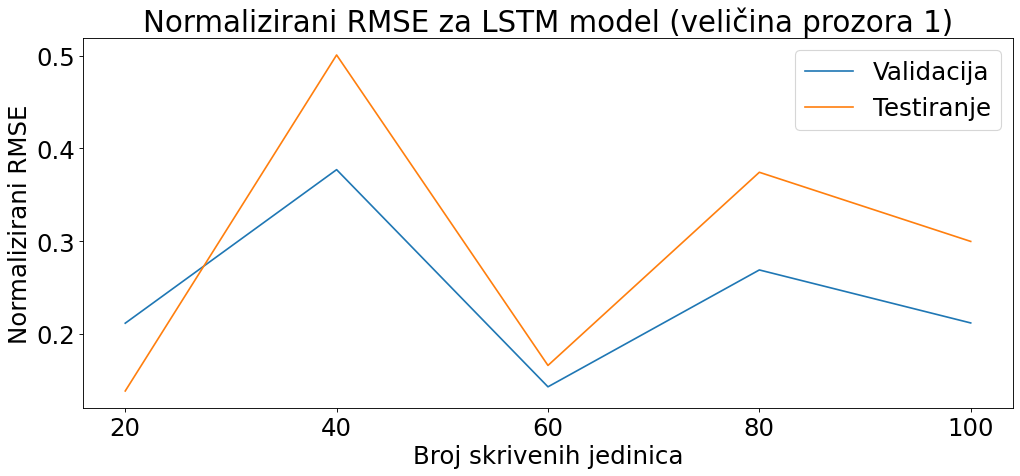 Normalizirani RMSE za LSTM model (veličina prozora 1)
Normalizirani RMSE
0.5
0.4
0.3
0.2
Validacija
Testiranje
20 40 60 80 100
Broj skrivenih jedinica